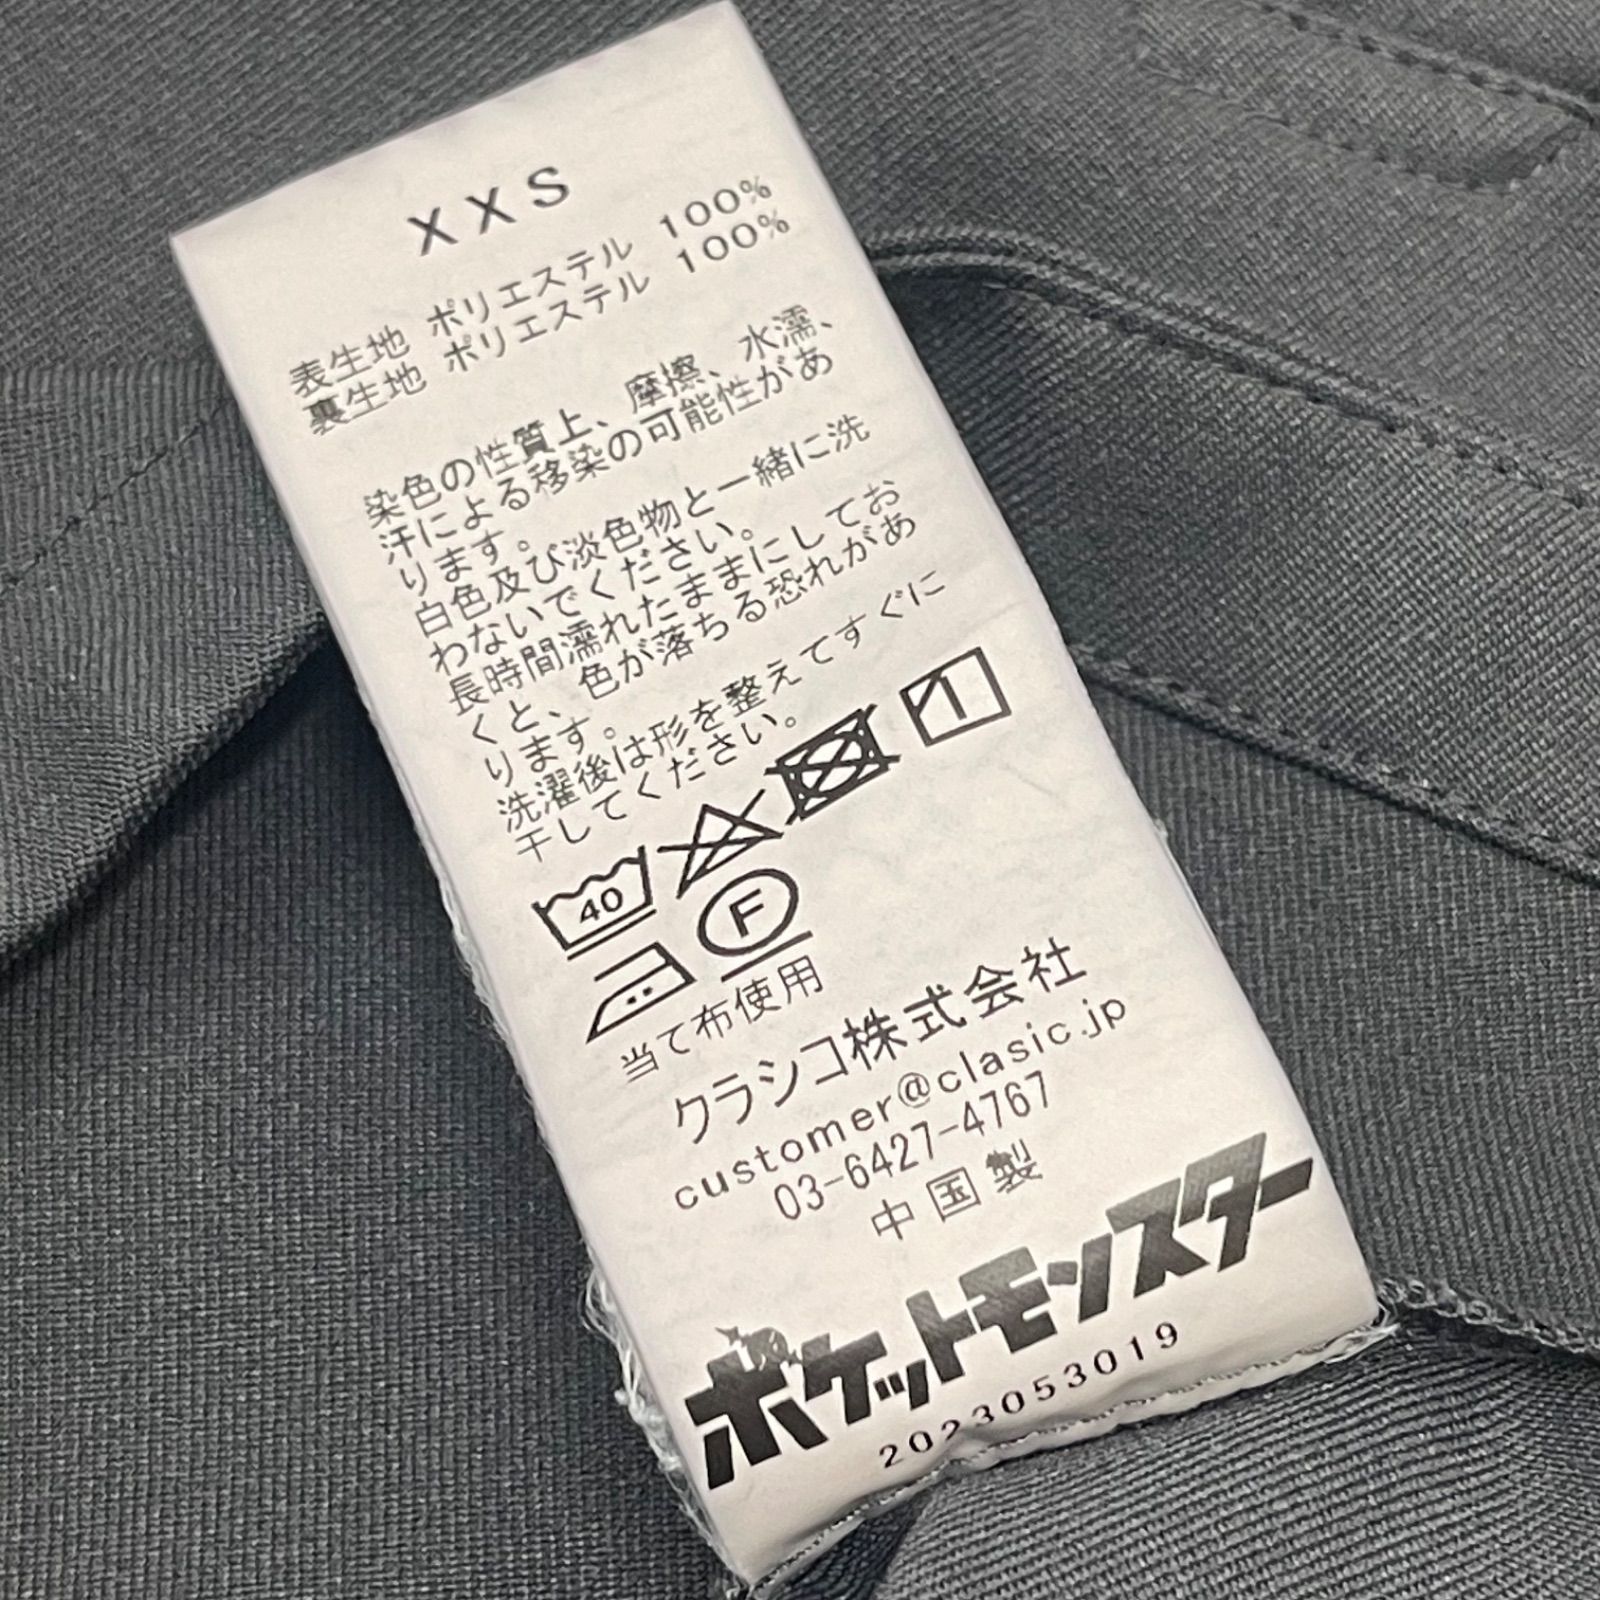 XXS
表生地 ポリエステル 100%
裏生地 ポリエステル 100%
染色の性質上、摩擦、水濡、
汗による移染の可能性があ
ります。
白色及び淡色物と一緒に洗
わないでください。
長時間濡れたままにしてお
くと、色が落ちる恐れがあ
ります。
洗濯後は形を整えてすぐに
干してください。
40
F
当て布使用
クラシコ株式会社
customer@clasic.jp
03-6427-4767
中国製
ポケットモンスター
2023053019